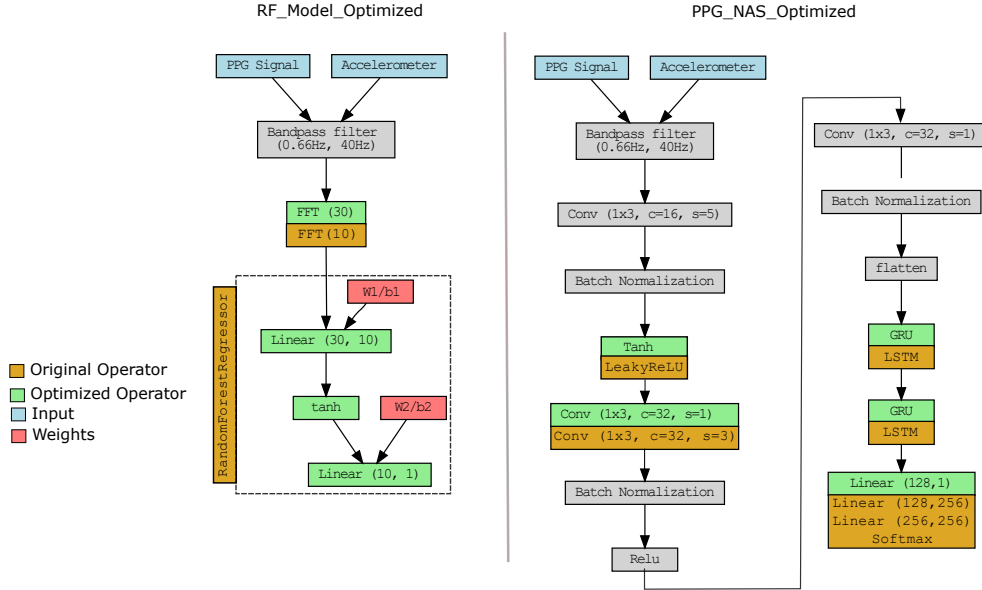 RF_Model_Optimized
PPG Signal
Accelerometer
Bandpass filter
(0.66Hz, 40Hz)
FFT (30)
FFT(10)
RandomForestRegressor
W1/b1
Linear (30, 10)
tanh
W2/b2
Linear (10, 1)
Original Operator
Optimized Operator
Input
Weights
PPG_NAS_Optimized
PPG Signal
Accelerometer
Bandpass filter
(0.66Hz, 40Hz)
Conv (1x3, c=16, s=5)
Batch Normalization
Tanh
LeakyReLU
Conv (1x3, c=32, s=1)
Conv (1x3, c=32, s=3)
Batch Normalization
Relu
Conv (1x3, c=32, s=1)
Batch Normalization
flatten
GRU
LSTM
GRU
LSTM
Linear (128,1)
Linear (128,256)
Linear (256,256)
Softmax